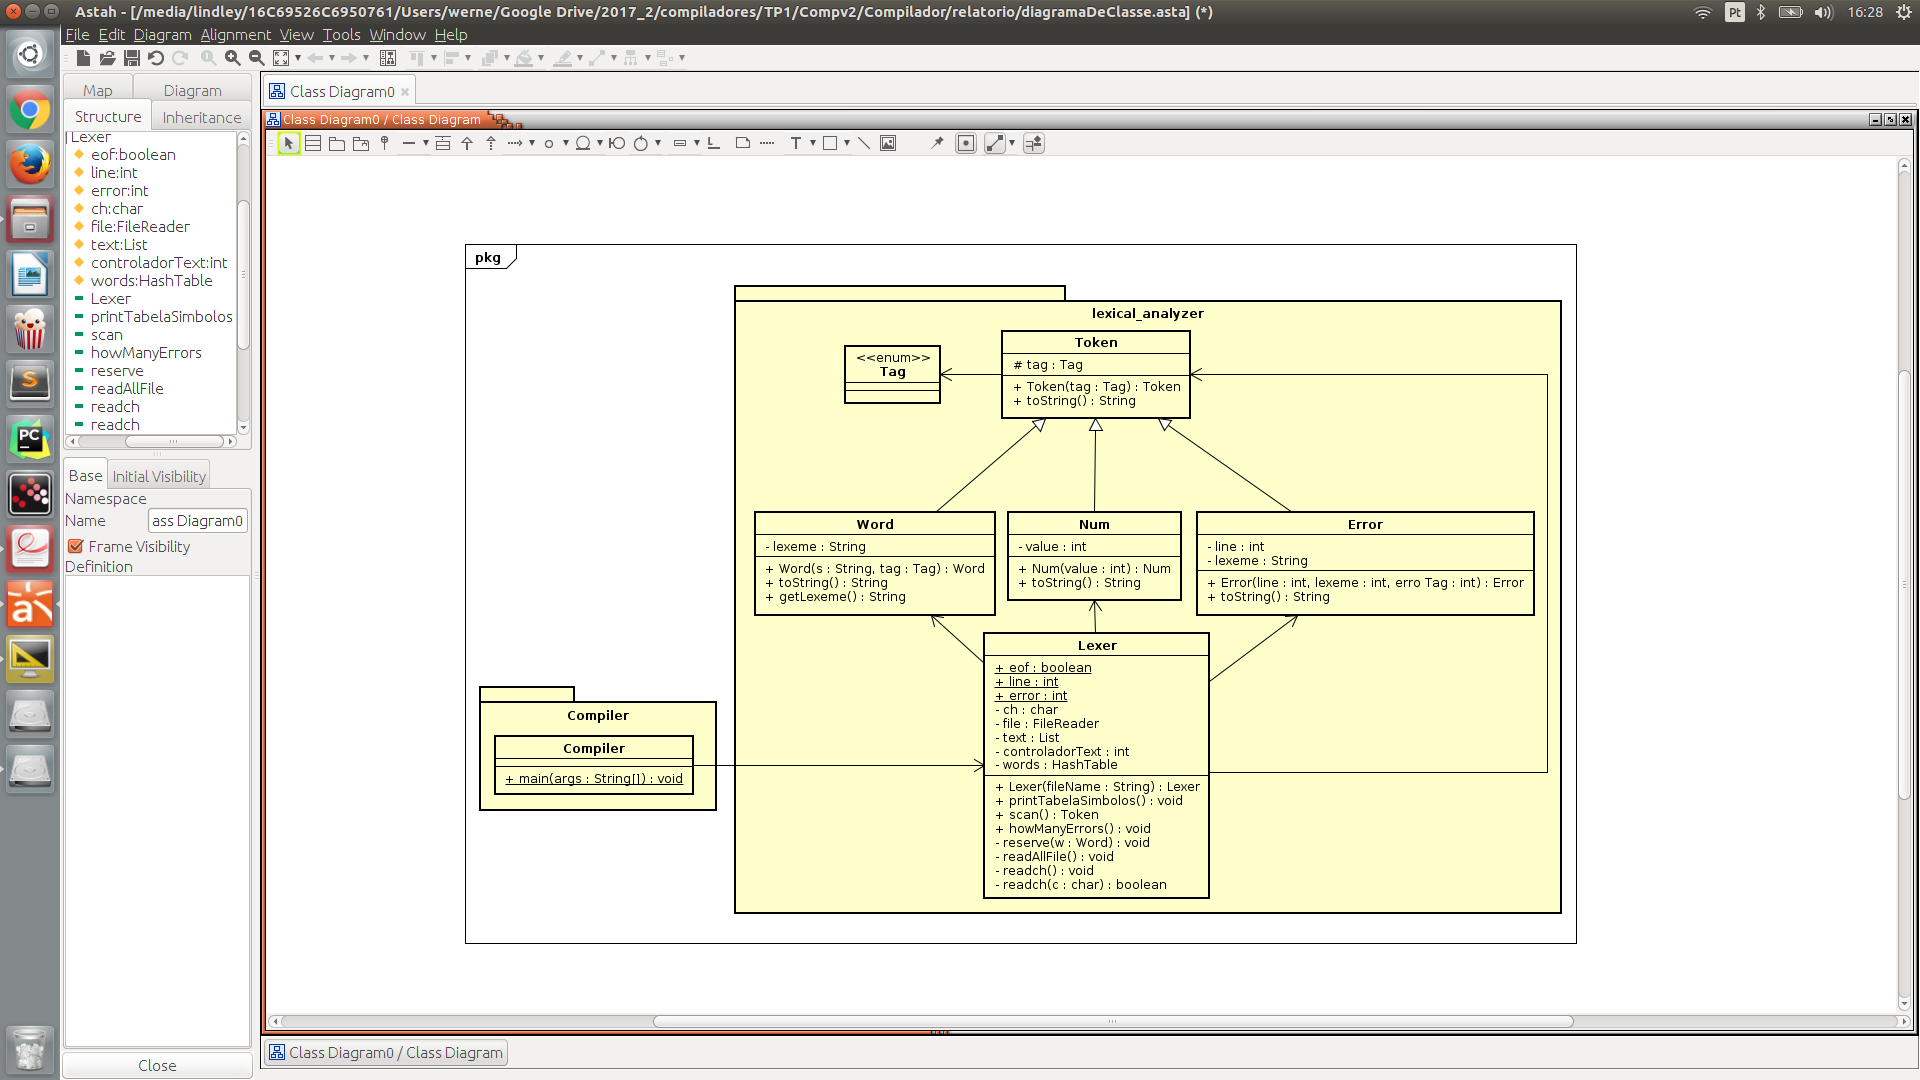 Astah - [/media/lindley/16C69526C6950761/Users/werne/Google Drive/2017_2/compiladores/TP1/Compv2/Compilador/relatorio/diagramaDeClasse.asta] (*)
Pt
16:28
File Edit Diagram Alignment View Tools Window Help
Map Diagram
Structure Inheritance
Lexer
eof:boolean
line:int
error:int
ch:char
file:FileReader
text:List
controladorText:int
words:HashTable
Lexer
printTabelaSimbolos
scan
howManyErrors
reserve
readAllFile
readch
readch
Base Initial Visibility
Namespace
Name ass Diagram0
Frame Visibility
Definition
Close
Class Diagram0
Class Diagram0 / Class Diagram
T
pkg
lexical_analyzer
<<enum>>
Tag
Token
# tag : Tag
+ Token(tag : Tag) : Token
+ toString() : String
Word
- lexeme : String
+ Word(s : String, tag : Tag) : Word
+ toString() : String
+ getLexeme() : String
Num
- value : int
+ Num(value : int) : Num
+ toString() : String
Error
- line : int
- lexeme : String
+ Error(line : int, lexeme : int, erro Tag : int) : Error
+ toString() : String
Lexer
+ eof : boolean
+ line : int
+ error : int
- ch : char
- file : FileReader
- text : List
- controladorText : int
- words : HashTable
+ Lexer(fileName : String) : Lexer
+ printTabelaSimbolos() : void
+ scan() : Token
+ howManyErrors() : void
- reserve(w : Word) : void
- readAllFile() : void
- readch() : void
- readch(c : char) : boolean
Compiler
Compiler
+ main(args : String[]) : void
Class Diagram0 / Class Diagram
S
PC
a